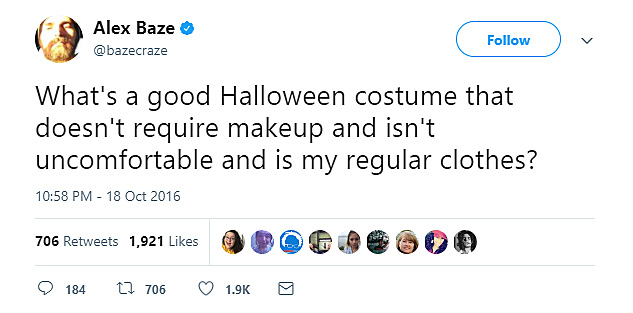 Alex Baze
@bazecraze
Follow
What's a good Halloween costume that
doesn't require makeup and isn't
uncomfortable and is my regular clothes?
10:58 PM - 18 Oct 2016
706 Retweets 1,921 Likes
184 706 1.9K